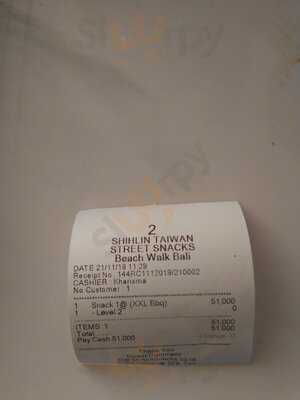 2
SHIHLIN TAIWAN
STREET SNACKS
Beach Walk Bali
DATE 21/11/19 11:29
Receipt No. 144RC1112019/210002
CASHIER : Kharisma
No Customer 1
1 Snack 1@ (XXL Bbq) 51,000
1 - Level 2 0
ITEMS 1 51,000
Total 51,000
Pay Cash 51,000
Thank You